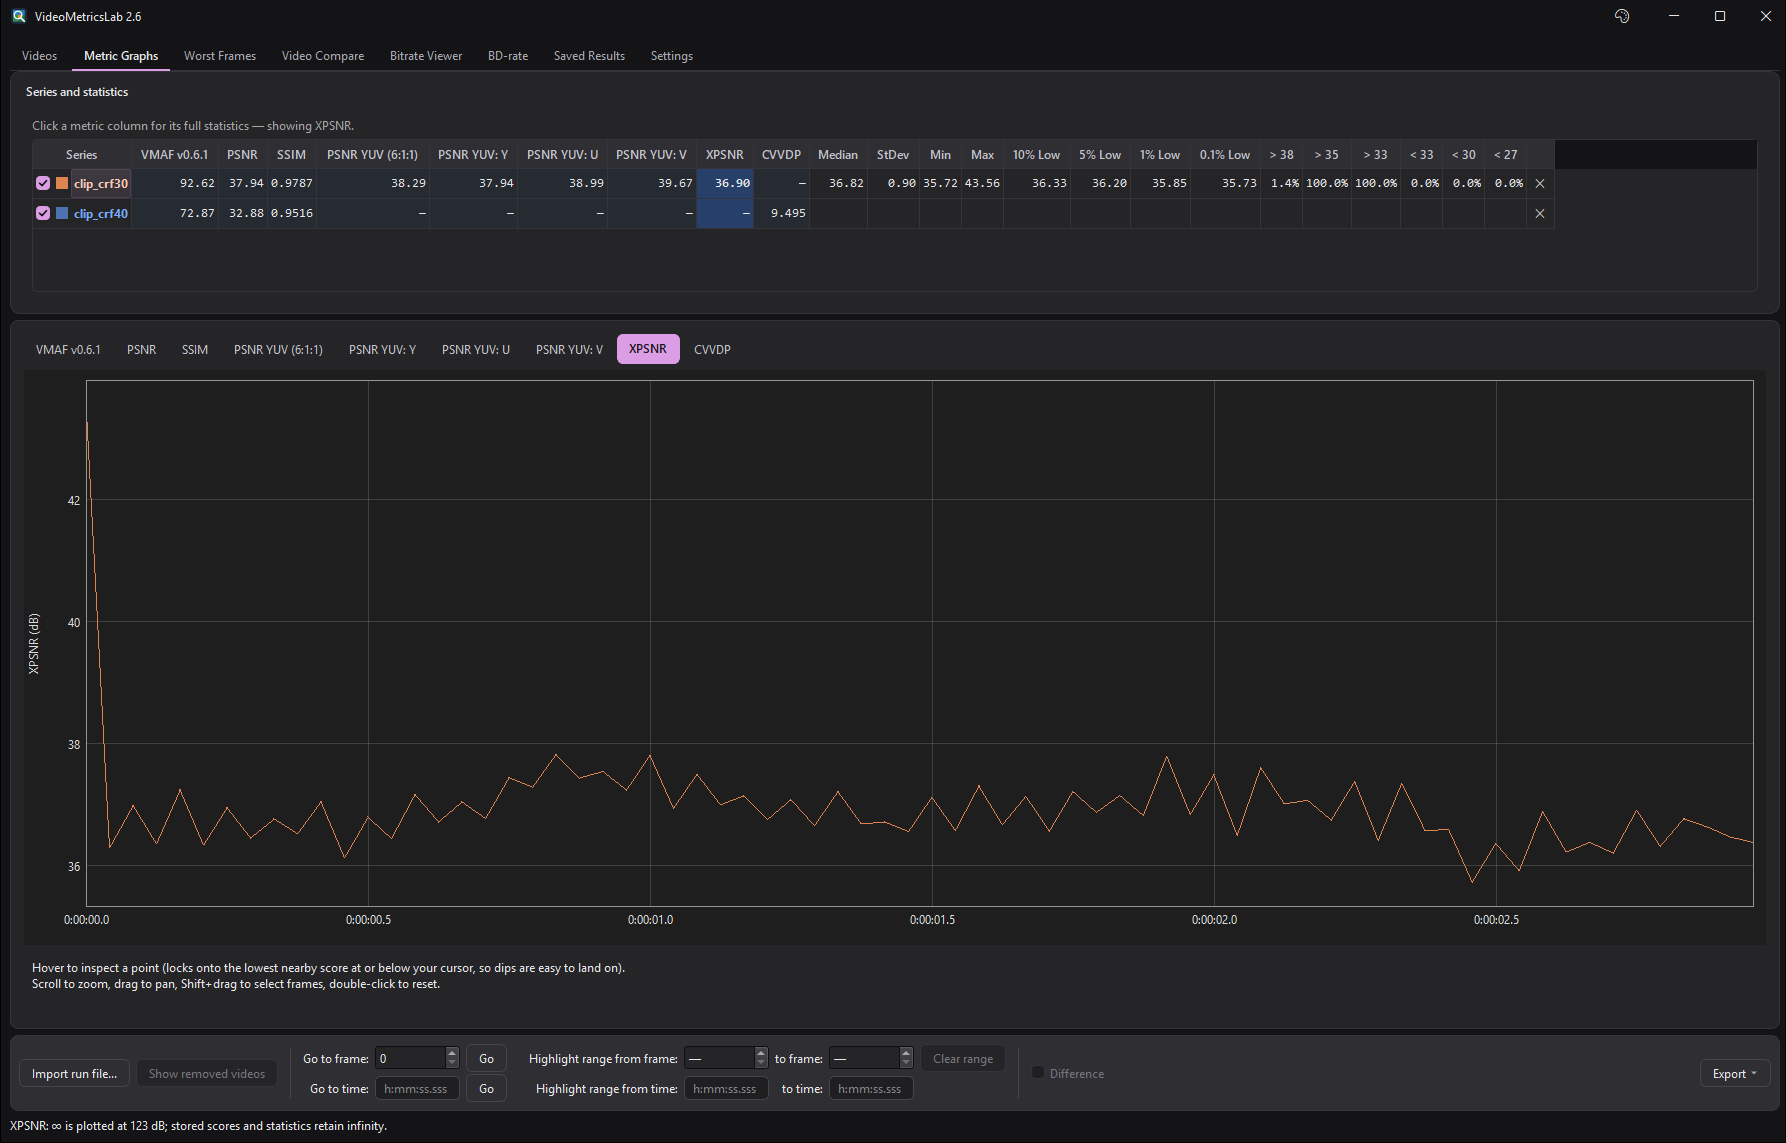 VideoMetricsLab 2.6
Videos Metric Graphs Worst Frames Video Compare Bitrate Viewer BD-rate Saved Results Settings
Series and statistics
Click a metric column for its full statistics — showing XPSNR.
Series VMAF v0.6.1 PSNR SSIM PSNR YUV (6:1:1) PSNR YUV: Y PSNR YUV: U PSNR YUV: V XPSNR CVVDP Median StDev Min Max 10% Low 5% Low 1% Low 0.1% Low > 38 > 35 > 33 < 33 < 30 < 27
clip_crf30 92.62 37.94 0.9787 38.29 37.94 38.99 39.67 36.90 — 36.82 0.90 35.72 43.56 36.33 36.20 35.85 35.73 1.4% 100.0% 100.0% 0.0% 0.0% 0.0%
clip_crf40 72.87 32.88 0.9516 — — — — — 9.495
VMAF v0.6.1 PSNR SSIM PSNR YUV (6:1:1) PSNR YUV: Y PSNR YUV: U PSNR YUV: V XPSNR CVVDP
XPSNR (dB)
42
40
38
36
0:00:00.0 0:00:00.5 0:00:01.0 0:00:01.5 0:00:02.0 0:00:02.5
Hover to inspect a point (locks onto the lowest nearby score at or below your cursor, so dips are easy to land on).
Scroll to zoom, drag to pan, Shift+drag to select frames, double-click to reset.
Import run file... Show removed videos
Go to frame: 0 Go Highlight range from frame: — to frame: — Clear range
Go to time: h:mm:ss.sss Go Highlight range from time: h:mm:ss.sss to time: h:mm:ss.sss
Difference
Export
XPSNR: ∞ is plotted at 123 dB; stored scores and statistics retain infinity.